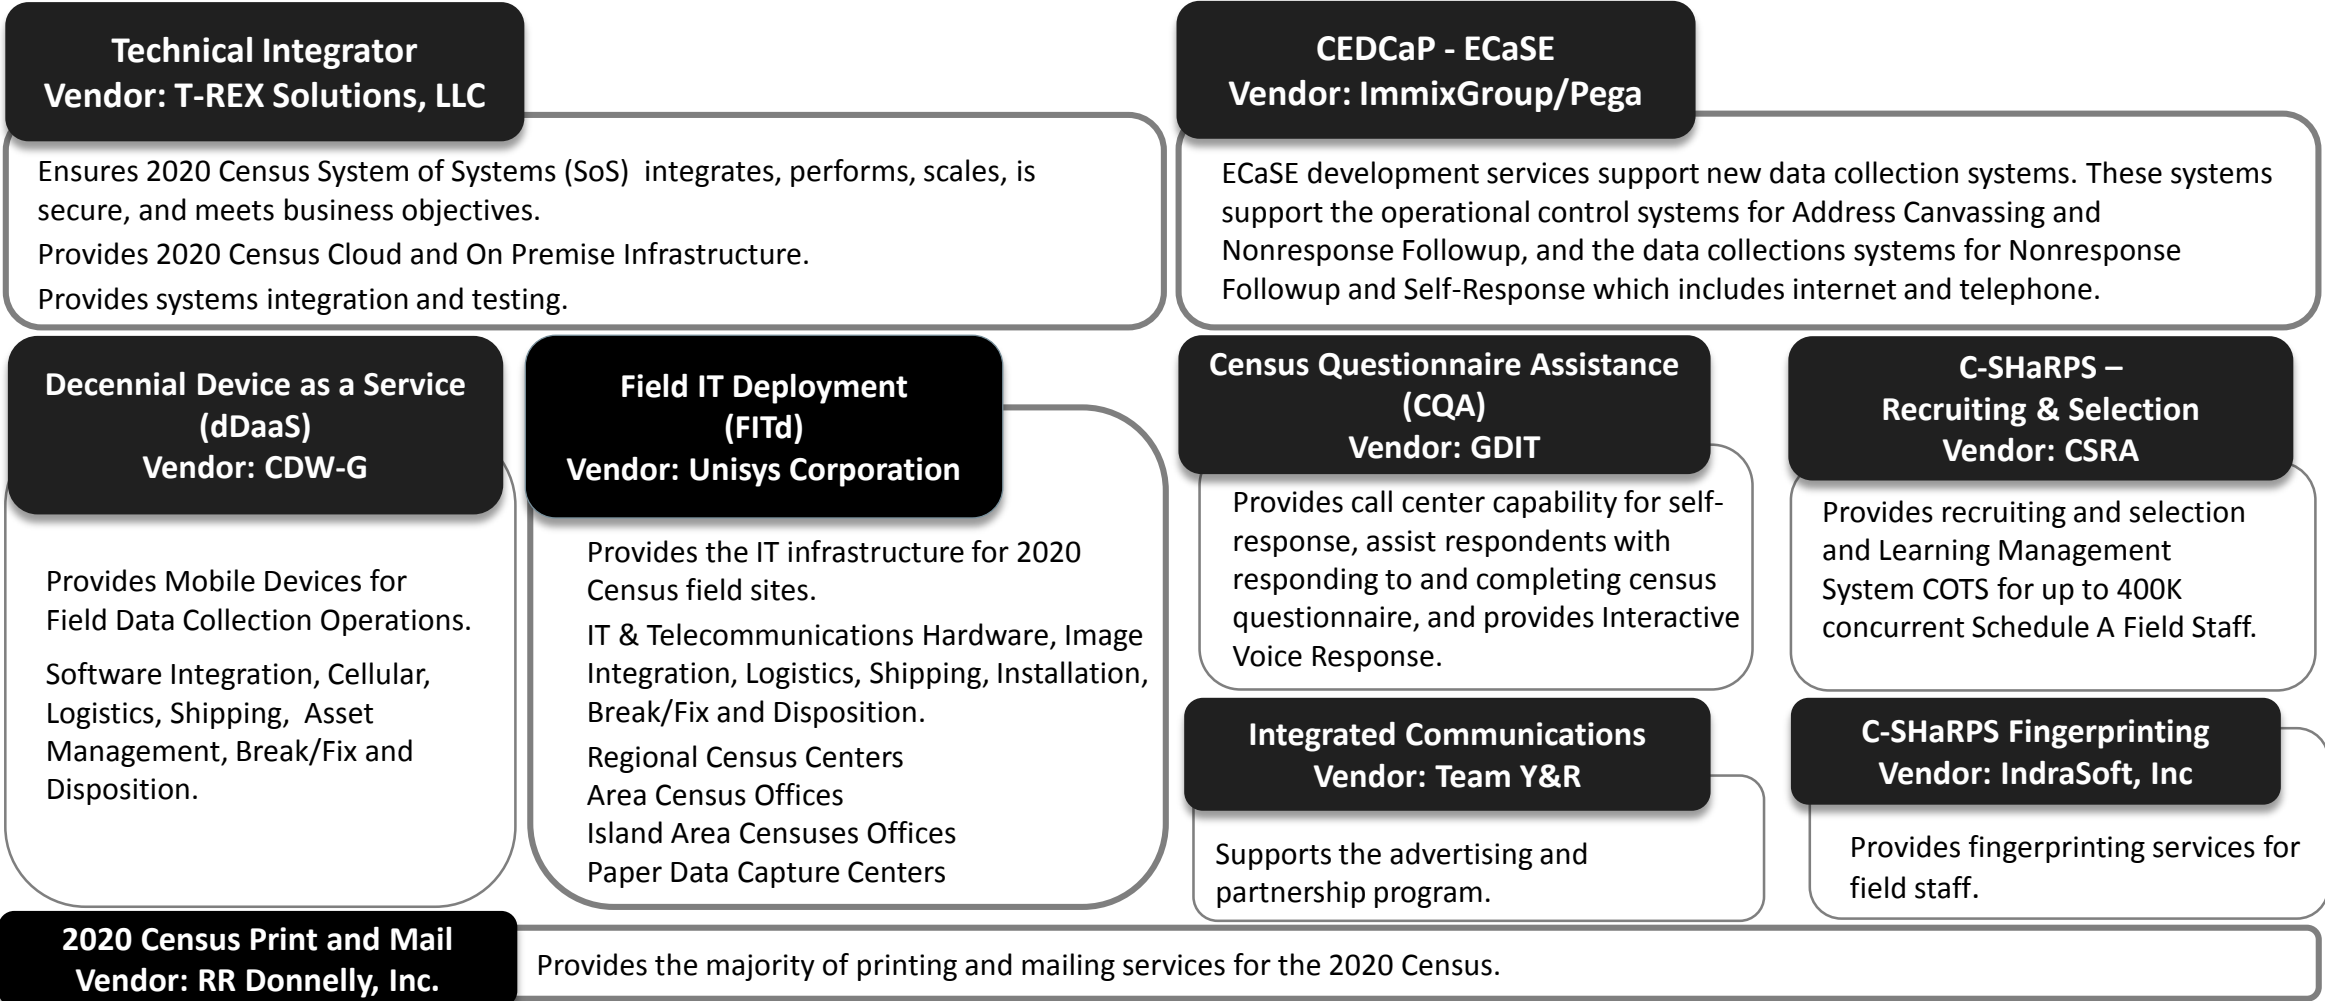 Technical Integrator
Vendor: T-REX Solutions, LLC
Ensures 2020 Census System of Systems (SoS)  integrates, performs, scales, is
secure, and meets business objectives.
Provides 2020 Census Cloud and On Premise Infrastructure.
Provides systems integration and testing.
CEDCaP - ECaSE
Vendor: ImmixGroup/Pega
ECaSE development services support new data collection systems. These systems
support the operational control systems for Address Canvassing and
Nonresponse Followup, and the data collections systems for Nonresponse
Followup and Self-Response which includes internet and telephone.
Decennial Device as a Service
(dDaaS)
Vendor: CDW-G
Provides Mobile Devices for
Field Data Collection Operations.
Software Integration, Cellular,
Logistics, Shipping,  Asset
Management, Break/Fix and
Disposition.
Field IT Deployment
(FITd)
Vendor: Unisys Corporation
Provides the IT infrastructure for 2020
Census field sites.
IT & Telecommunications Hardware, Image
Integration, Logistics, Shipping, Installation,
Break/Fix and Disposition.
Regional Census Centers
Area Census Offices
Island Area Censuses Offices
Paper Data Capture Centers
Census Questionnaire Assistance
(CQA)
Vendor: GDIT
Provides call center capability for self-
response, assist respondents with
responding to and completing census
questionnaire, and provides Interactive
Voice Response.
C-SHaRPS –
Recruiting & Selection
Vendor: CSRA
Provides recruiting and selection
and Learning Management
System COTS for up to 400K
concurrent Schedule A Field Staff.
Integrated Communications
Vendor: Team Y&R
Supports the advertising and
partnership program.
C-SHaRPS Fingerprinting
Vendor: IndraSoft, Inc
Provides fingerprinting services for
field staff.
2020 Census Print and Mail
Vendor: RR Donnelly, Inc.
Provides the majority of printing and mailing services for the 2020 Census.